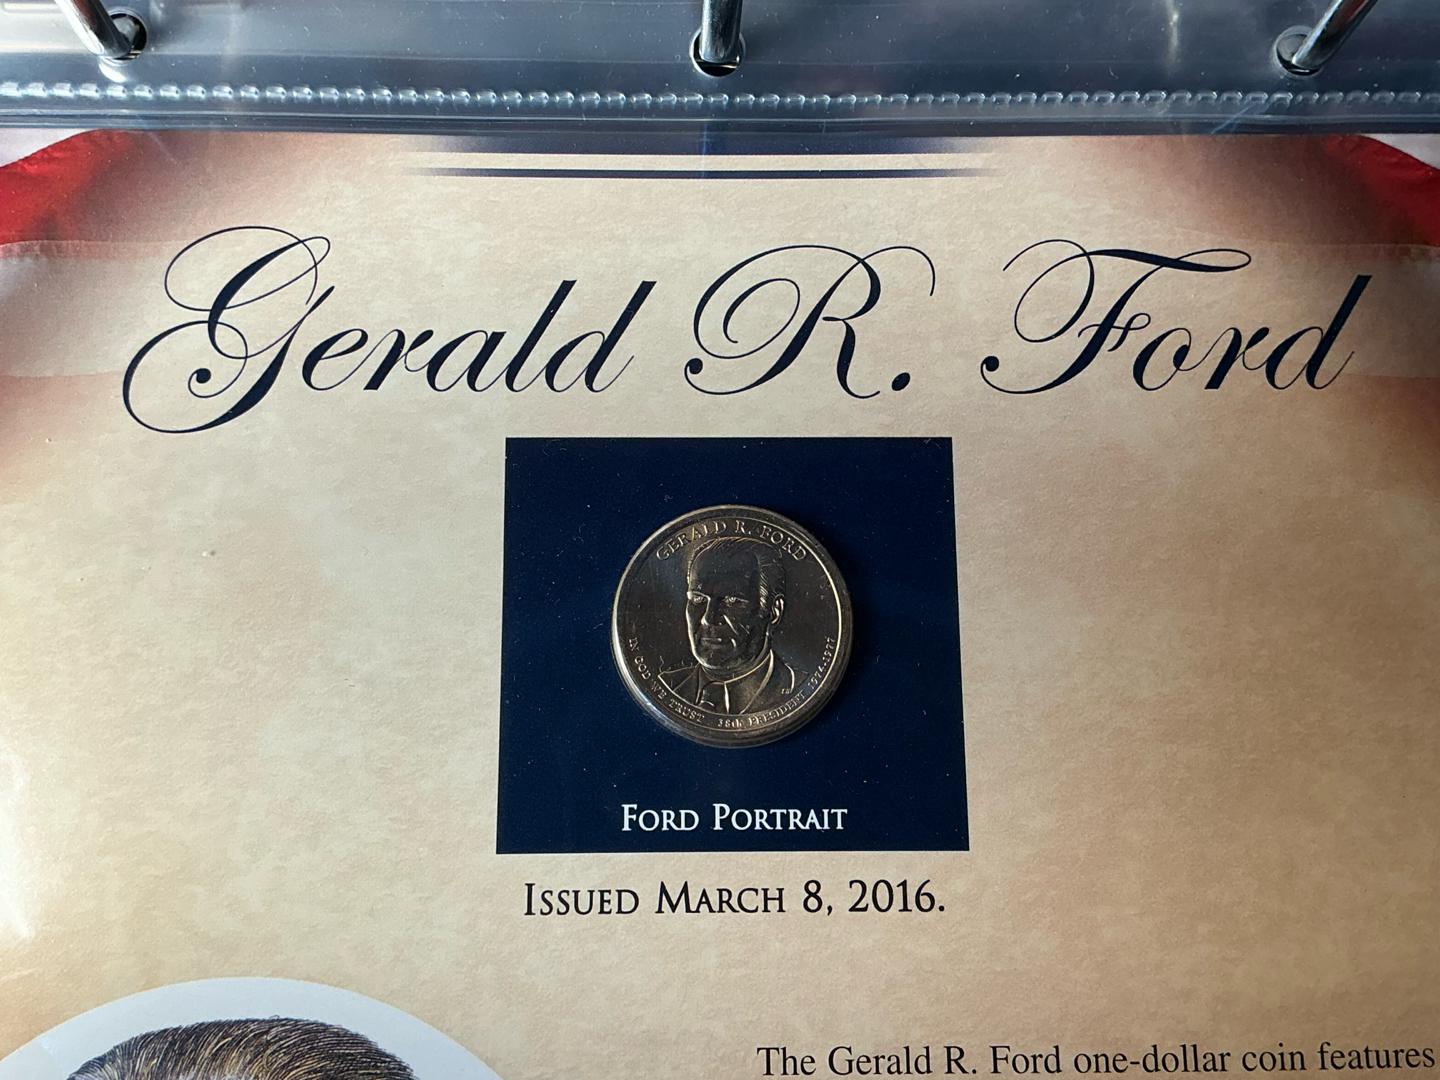 Gerald R. Ford
GERALD R. FORD
IN GOD WE TRUST 38th PRESIDENT 1974-1977
FORD PORTRAIT
ISSUED MARCH 8, 2016.
The Gerald R. Ford one-dollar coin features